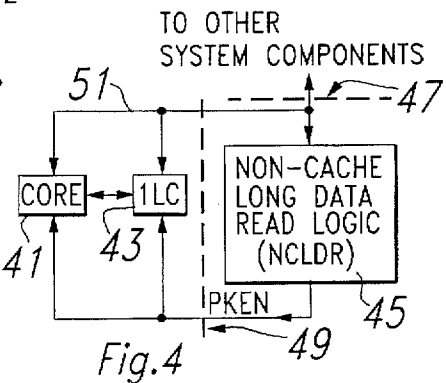 TO OTHER
SYSTEM COMPONENTS
51
47
CORE
1LC
NON-CACHE
LONG DATA
READ LOGIC
(NCLDR)
41
43
45
PKEN
49
Fig.4